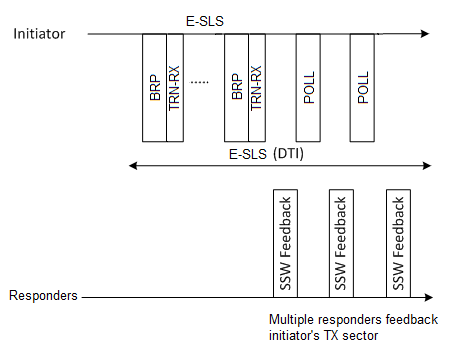 E-SLS
Initiator
BRP
TRN-RX
.....
BRP
TRN-RX
POLL
POLL
E-SLS (DTI)
SSW Feedback
SSW Feedback
SSW Feedback
Responders
Multiple responders feedback
initiator's TX sector